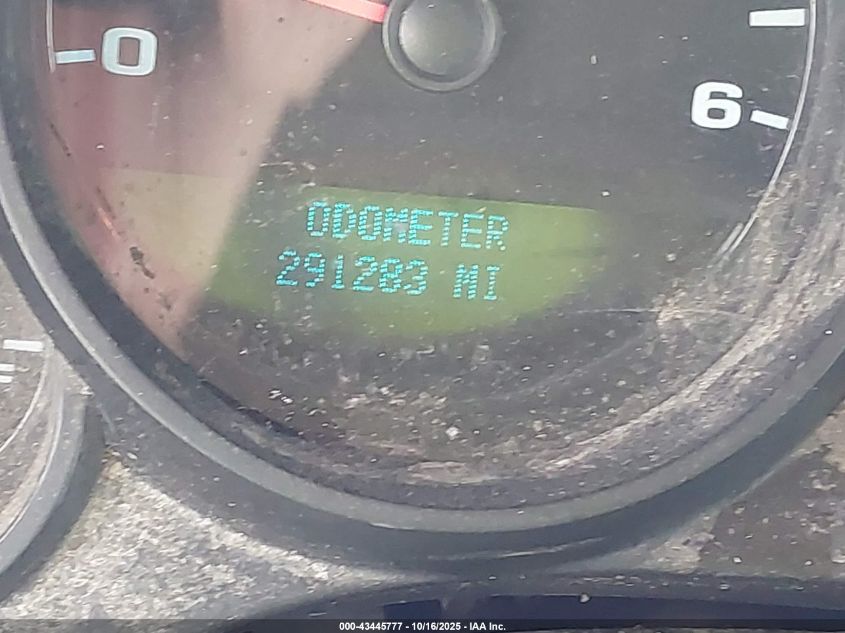 0
6
ODOMETER
291283 MI
000-43445777 - 10/16/2025 - IAA Inc.